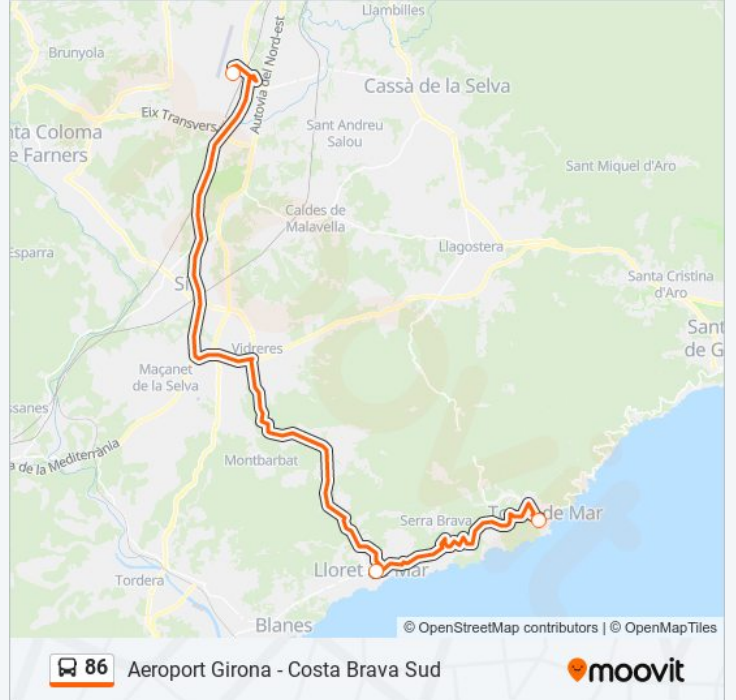 Llambilles
Brunyola
Autovia del Nord-est
Cassà de la Selva
Eix Transvers
Sant Andreu
Salou
nta Coloma
e Farners
Sant Miquel d'Aro
Caldes de
Malavella
Llagostera
Esparra
Santa Cristina
d'Aro
Si
Sant
de G
Vidreres
Maçanet
de la Selva
ssanes
a de la Mediterrània
Montbarbat
To de Mar
Serra Brava
Lloret Mar
Tordera
Blanes
© OpenStreetMap contributors | © OpenMapTiles
86 Aeroport Girona - Costa Brava Sud
moovit